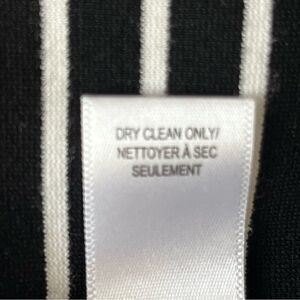 DRY CLEAN ONLY/
NETTOYER À SEC
SEULEMENT